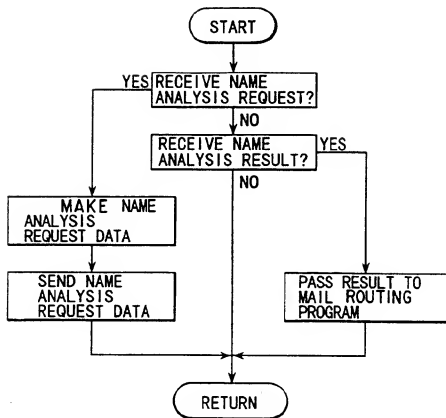 START
YES
RECEIVE NAME
ANALYSIS REQUEST?
NO
RECEIVE NAME
ANALYSIS RESULT?
YES
NO
MAKE NAME
ANALYSIS
REQUEST DATA
SEND NAME
ANALYSIS
REQUEST DATA
PASS RESULT TO
MAIL ROUTING
PROGRAM
RETURN